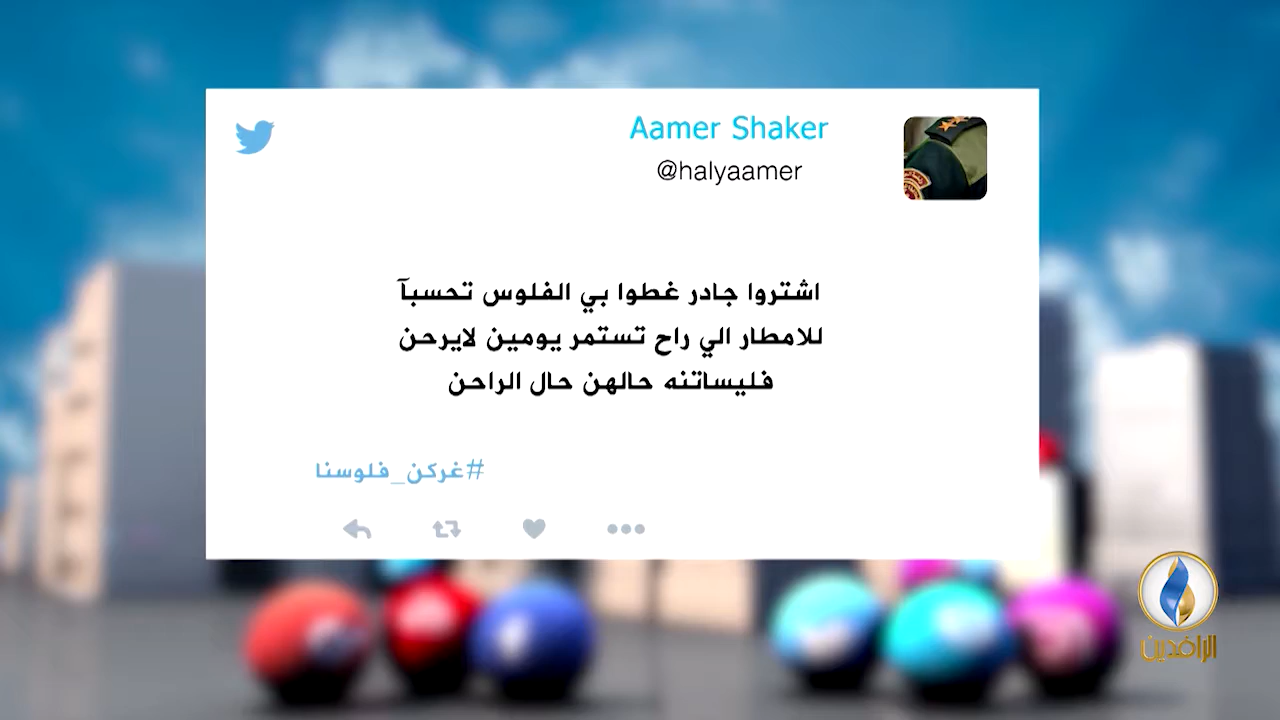 Aamer Shaker
@halyaamer
اشتروا جادر غطوا بي الفلوس تحسبآ
للامطار الي راح تستمر يومين لايرحن
فليساتنه حالهن حال الراحن
#غركن_فلوسنا
الرافدين